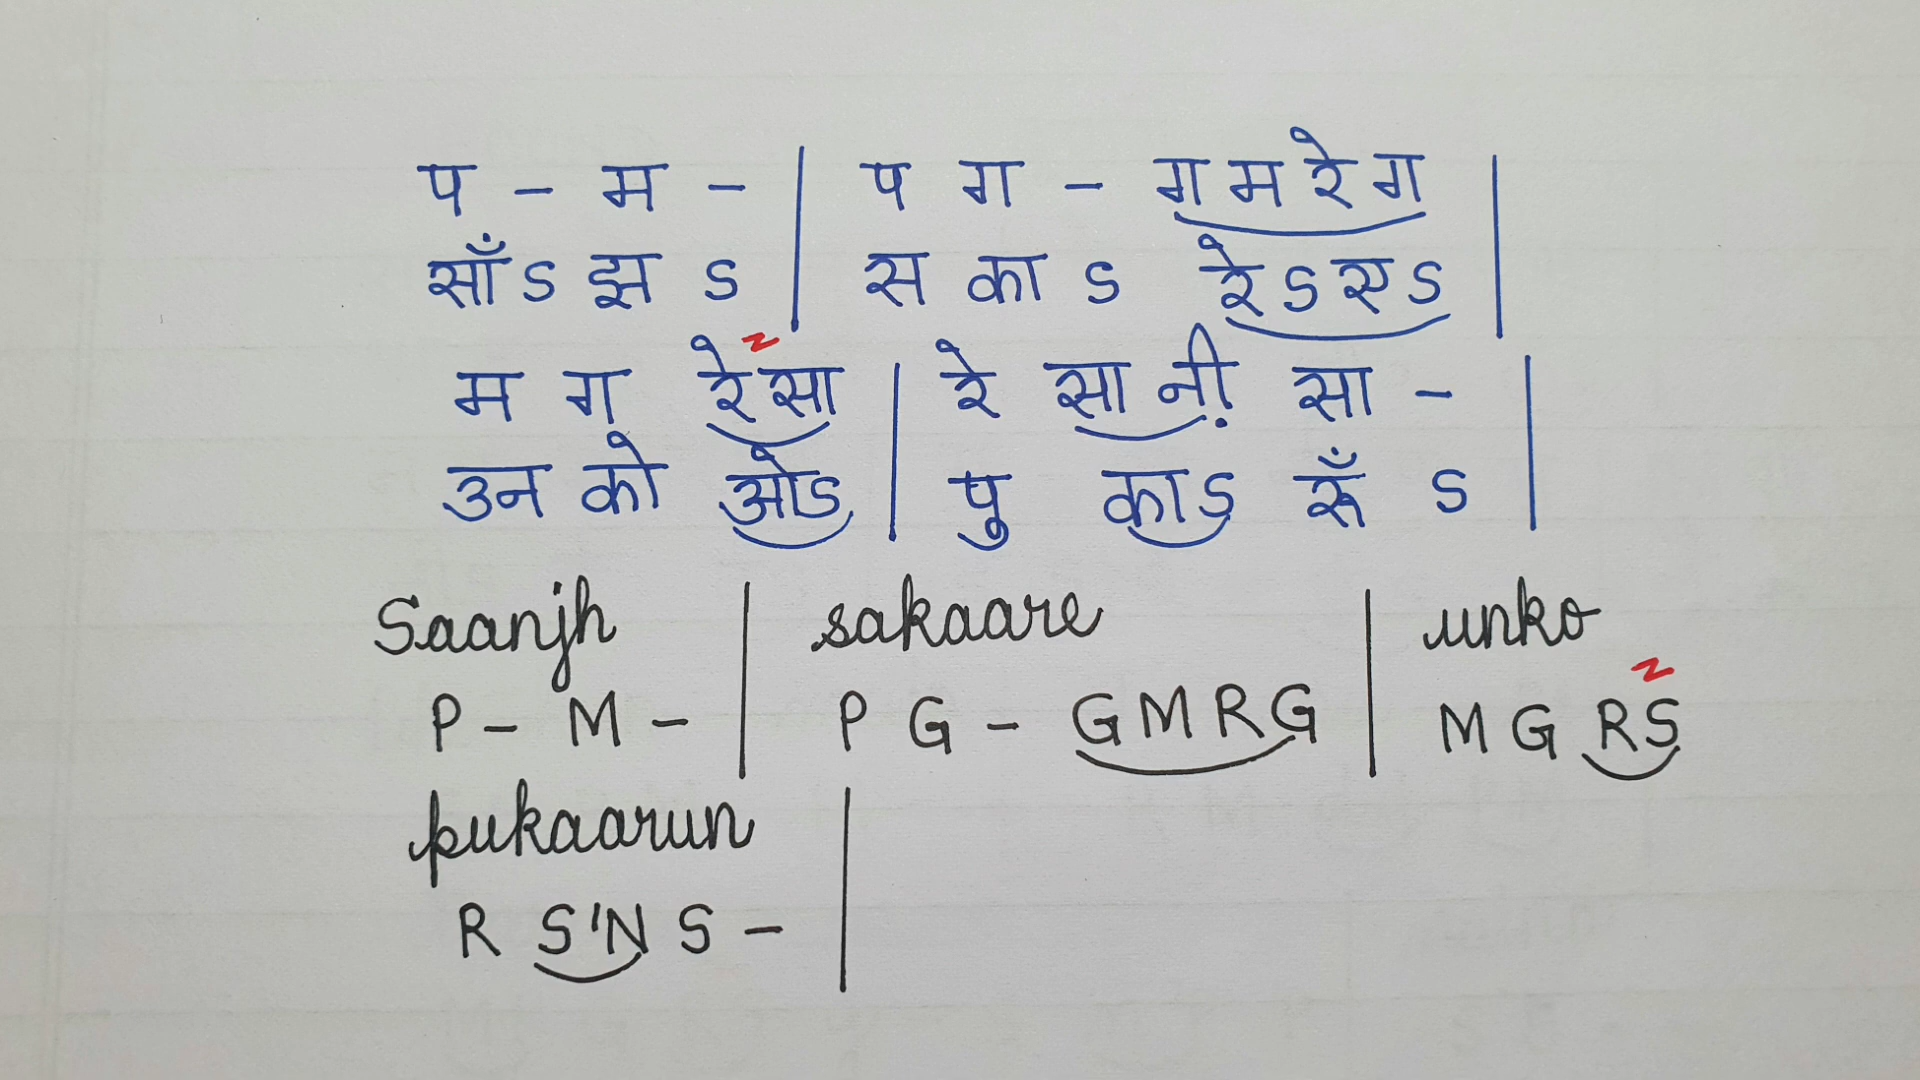 प - म - | प ग - ग म रे ग |
साँ ऽ झ ऽ | स का ऽ रे ऽ ए ऽ |
म ग रे सा | रे सा नी़ सा - |
उन को ओ ऽ | पु का ऽ रूँ ऽ |
Saanjh | sakaare | unko
P - M - | P G - G M R G | M G R S
pukaarun |
R S 'N S - |